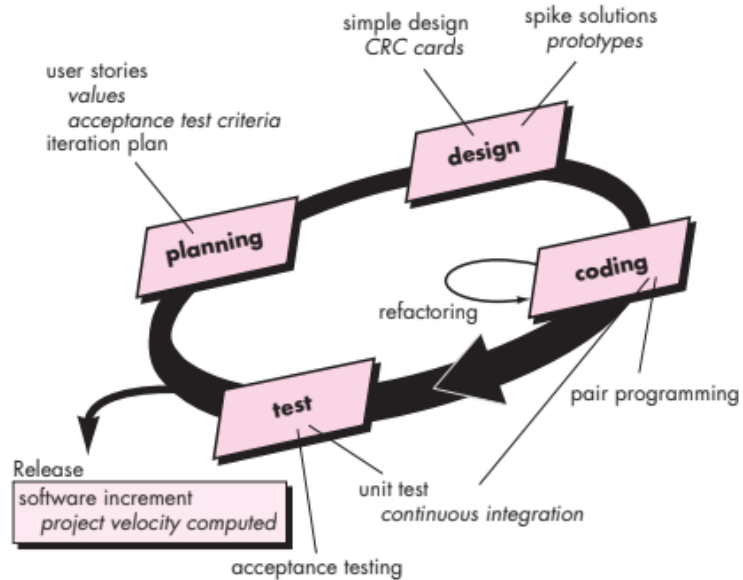 simple design
CRC cards
spike solutions
prototypes
user stories
values
acceptance test criteria
iteration plan
design
planning
coding
refactoring
pair programming
test
Release
software increment
project velocity computed
unit test
continuous integration
acceptance testing